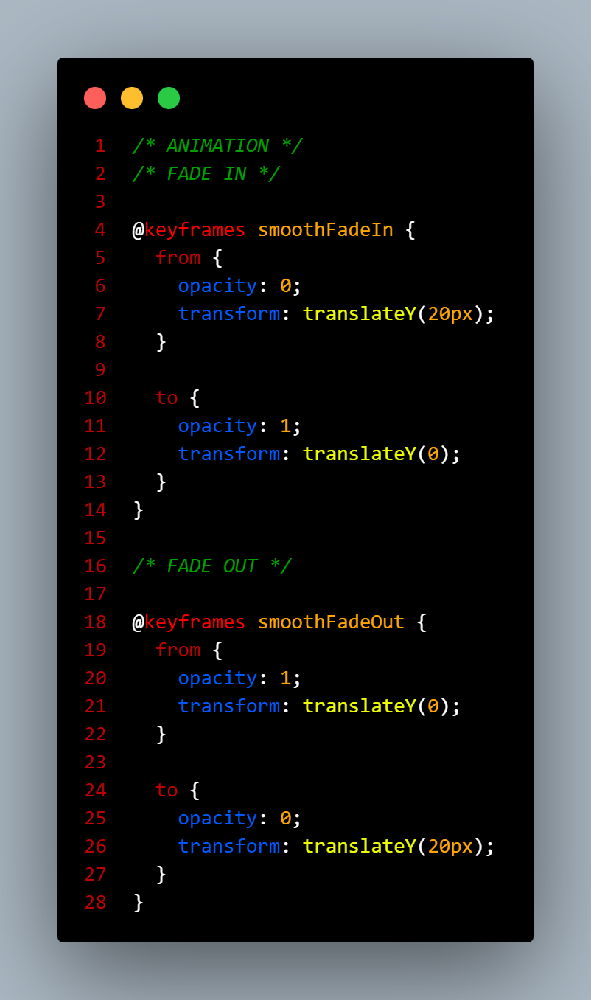 1 /* ANIMATION */
2 /* FADE IN */
3
4 @keyframes smoothFadeIn {
5   from {
6     opacity: 0;
7     transform: translateY(20px);
8   }
9
10   to {
11     opacity: 1;
12     transform: translateY(0);
13   }
14 }
15
16 /* FADE OUT */
17
18 @keyframes smoothFadeOut {
19   from {
20     opacity: 1;
21     transform: translateY(0);
22   }
23
24   to {
25     opacity: 0;
26     transform: translateY(20px);
27   }
28 }